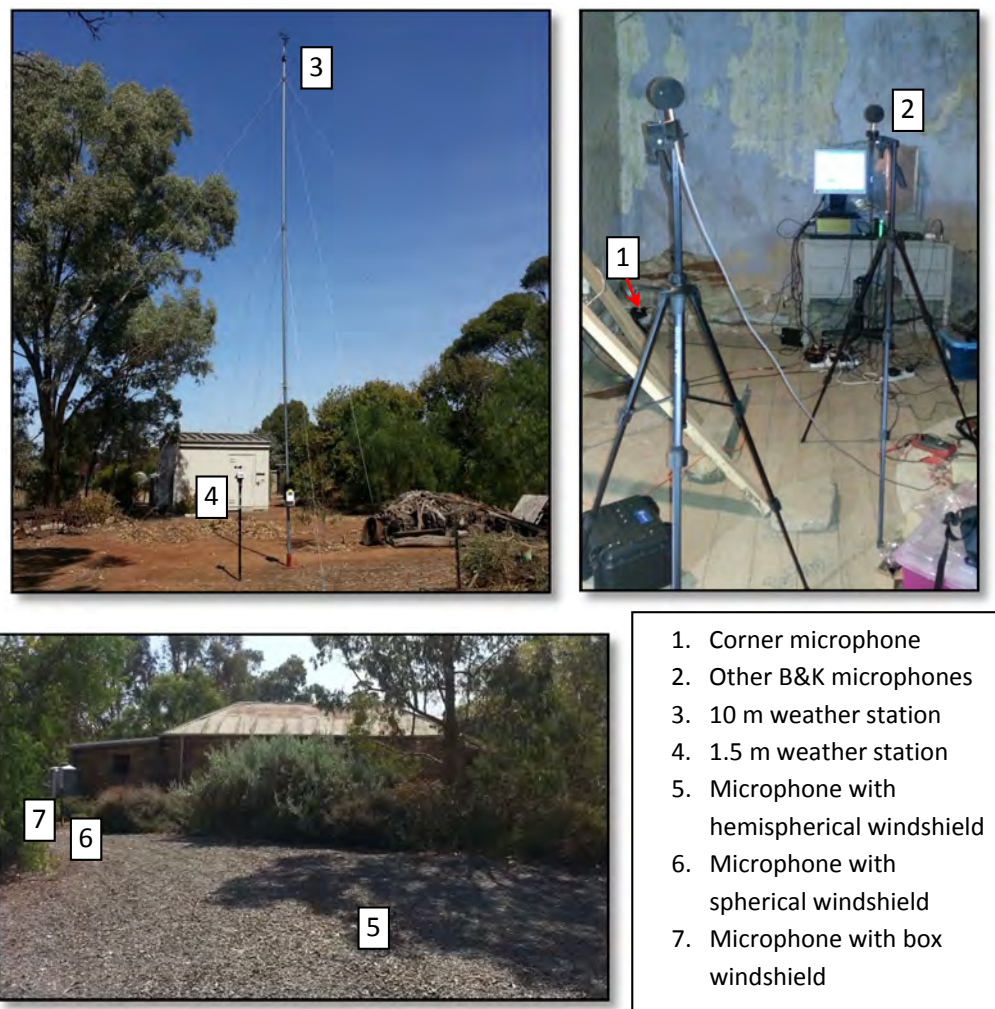 3
4
1
2
7
6
5
1. Corner microphone
2. Other B&K microphones
3. 10 m weather station
4. 1.5 m weather station
5. Microphone with
hemispherical windshield
6. Microphone with
spherical windshield
7. Microphone with box
windshield